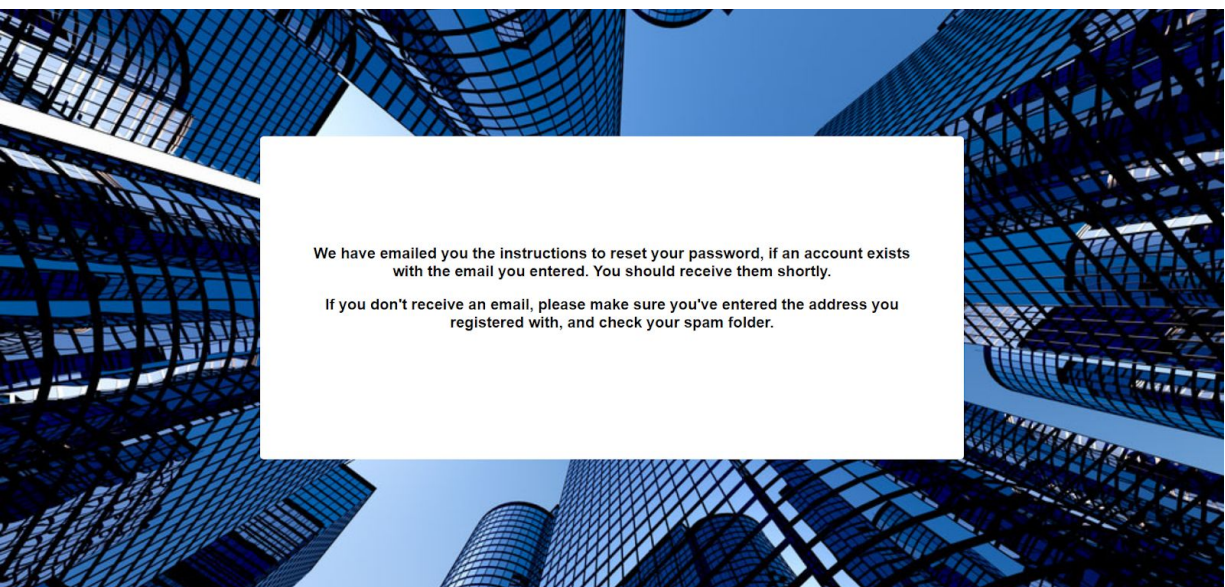 We have emailed you the instructions to reset your password, if an account exists
with the email you entered. You should receive them shortly.
If you don't receive an email, please make sure you've entered the address you
registered with, and check your spam folder.